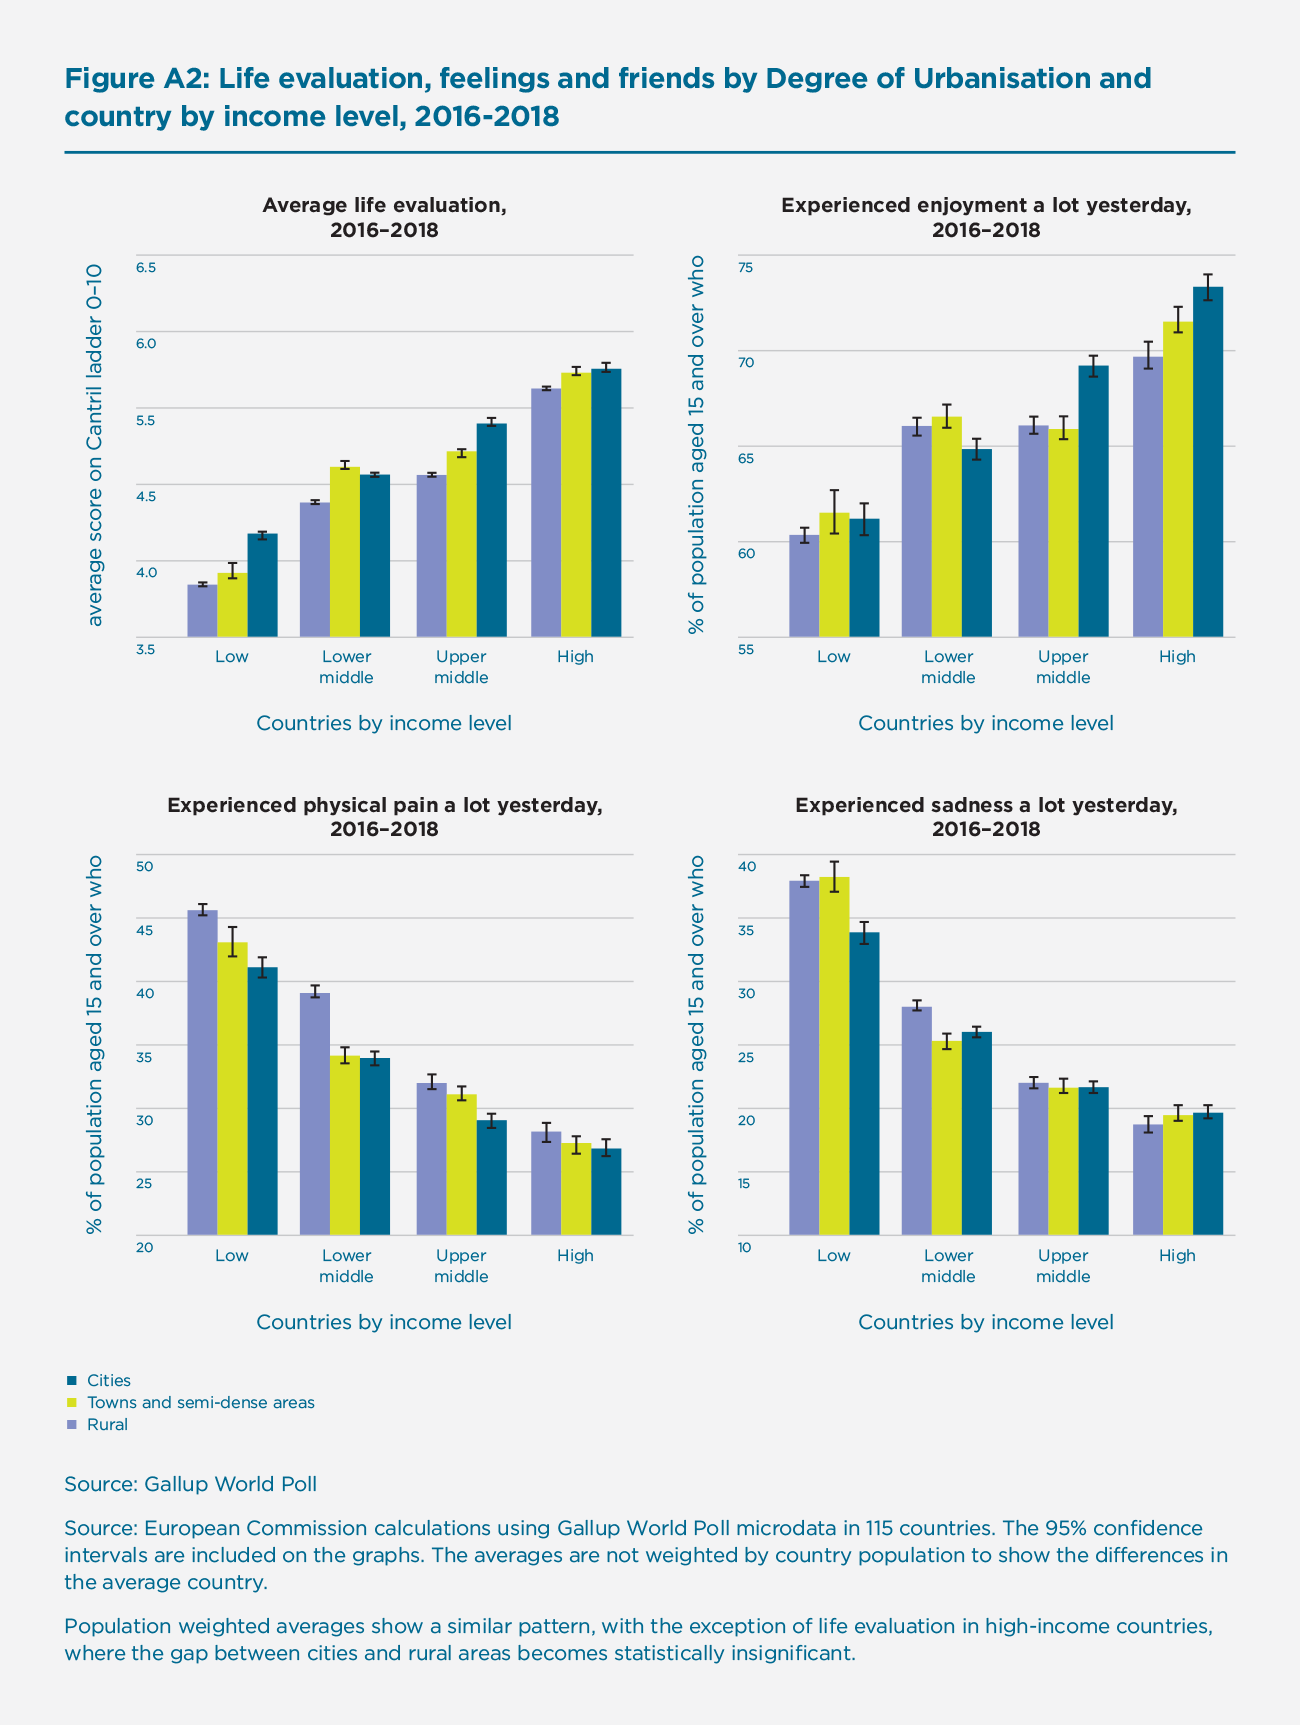 Figure A2: Life evaluation, feelings and friends by Degree of Urbanisation and
country by income level, 2016-2018
Average life evaluation,
2016–2018
average score on Cantril ladder 0–10
6.5
6.0
5.5
4.5
4.0
3.5
Low
Lower
middle
Upper
middle
High
Countries by income level
Experienced enjoyment a lot yesterday,
2016–2018
% of population aged 15 and over who
75
70
65
60
55
Low
Lower
middle
Upper
middle
High
Countries by income level
Experienced physical pain a lot yesterday,
2016–2018
% of population aged 15 and over who
50
45
40
35
30
25
20
Low
Lower
middle
Upper
middle
High
Countries by income level
Experienced sadness a lot yesterday,
2016–2018
% of population aged 15 and over who
40
35
30
25
20
15
10
Low
Lower
middle
Upper
middle
High
Countries by income level
Cities
Towns and semi-dense areas
Rural
Source: Gallup World Poll
Source: European Commission calculations using Gallup World Poll microdata in 115 countries. The 95% confidence
intervals are included on the graphs. The averages are not weighted by country population to show the differences in
the average country.
Population weighted averages show a similar pattern, with the exception of life evaluation in high-income countries,
where the gap between cities and rural areas becomes statistically insignificant.